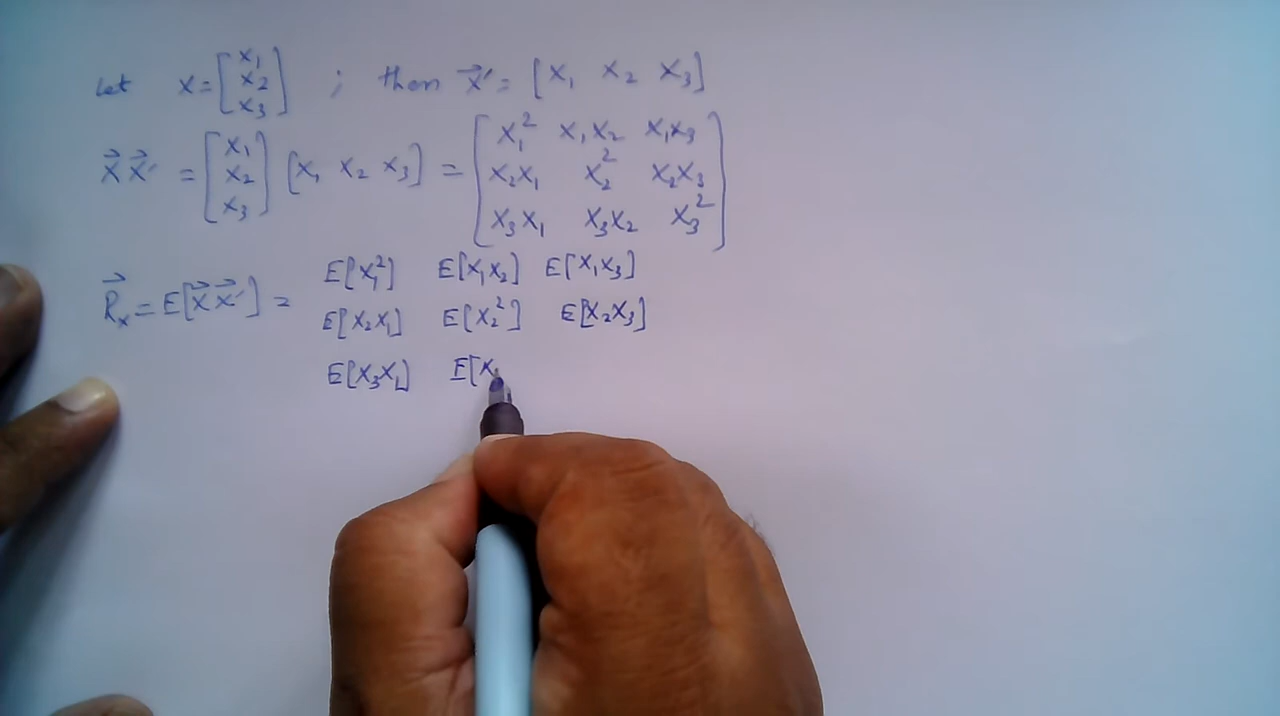 Let X = [X₁ X₂ X₃] ; then X⃗' = [X₁ X₂ X₃]
X⃗ X⃗' = [X₁ X₂ X₃] [X₁ X₂ X₃] = [X₁² X₁X₂ X₁X₃
X₂X₁ X₂² X₂X₃
X₃X₁ X₃X₂ X₃²]
R⃗ₓ = E[X⃗X⃗'] = E[X₁²] E[X₁X₂] E[X₁X₃]
E[X₂X₁] E[X₂²] E[X₂X₃]
E[X₃X₁] E[X